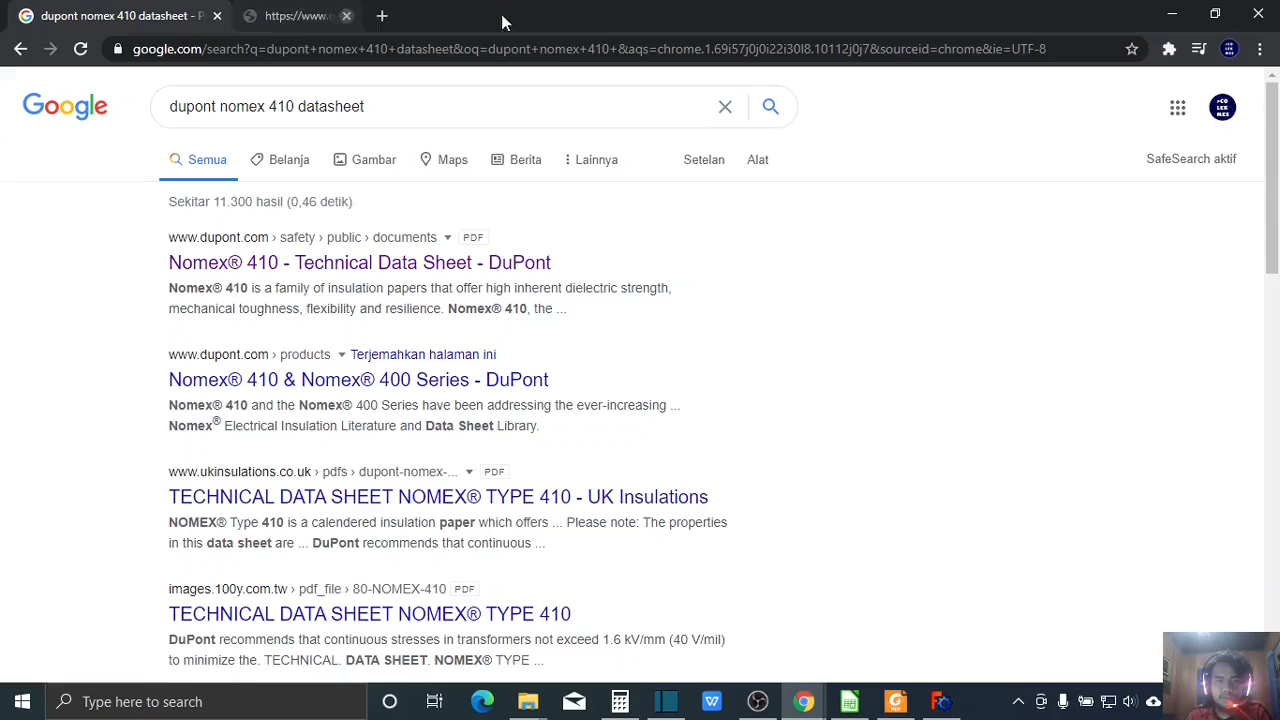 dupont nomex 410 datasheet - P
https://www.
google.com/search?q=dupont+nomex+410+datasheet&oq=dupont+nomex+410+&aqs=chrome.1.69i57j0j0i22i30l8.10112j0j7&sourceid=chrome&ie=UTF-8
Google
dupont nomex 410 datasheet
Semua Belanja Gambar Maps Berita Lainnya Setelan Alat SafeSearch aktif
Sekitar 11.300 hasil (0,46 detik)
www.dupont.com › safety › public › documents PDF
Nomex® 410 - Technical Data Sheet - DuPont
Nomex® 410 is a family of insulation papers that offer high inherent dielectric strength,
mechanical toughness, flexibility and resilience. Nomex® 410, the ...
www.dupont.com › products Terjemahkan halaman ini
Nomex® 410 & Nomex® 400 Series - DuPont
Nomex® 410 and the Nomex® 400 Series have been addressing the ever-increasing ...
Nomex® Electrical Insulation Literature and Data Sheet Library.
www.ukinsulations.co.uk › pdfs › dupont-nomex-... PDF
TECHNICAL DATA SHEET NOMEX® TYPE 410 - UK Insulations
NOMEX® Type 410 is a calendered insulation paper which offers ... Please note: The properties
in this data sheet are ... DuPont recommends that continuous ...
images.100y.com.tw › pdf_file › 80-NOMEX-410 PDF
TECHNICAL DATA SHEET NOMEX® TYPE 410
DuPont recommends that continuous stresses in transformers not exceed 1.6 kV/mm (40 V/mil)
to minimize the. TECHNICAL. DATA SHEET. NOMEX® TYPE ...
Type here to search